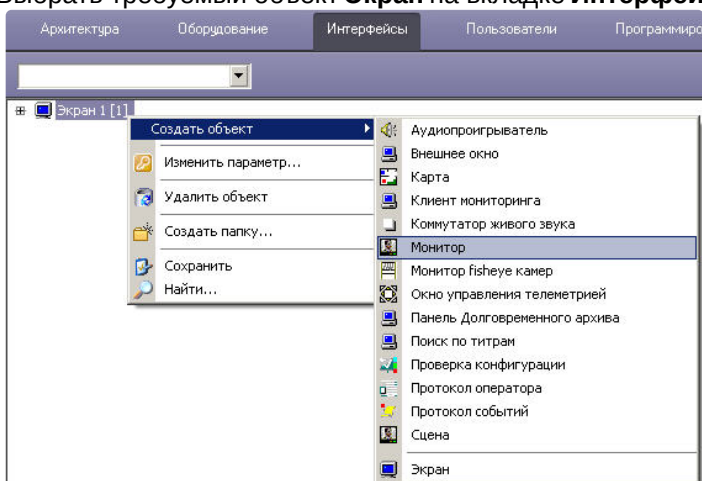 Выбрать требуемый объект Экран на вкладке Интерфей
Архитектура Оборудование Интерфейсы Пользователи Программиро
Экран 1 [1]
Создать объект
Изменить параметр...
Удалить объект
Создать папку...
Сохранить
Найти...
Аудиопроигрыватель
Внешнее окно
Карта
Клиент мониторинга
Коммутатор живого звука
Монитор
Монитор fisheye камер
Окно управления телеметрией
Панель Долговременного архива
Поиск по титрам
Проверка конфигурации
Протокол оператора
Протокол событий
Сцена
Экран